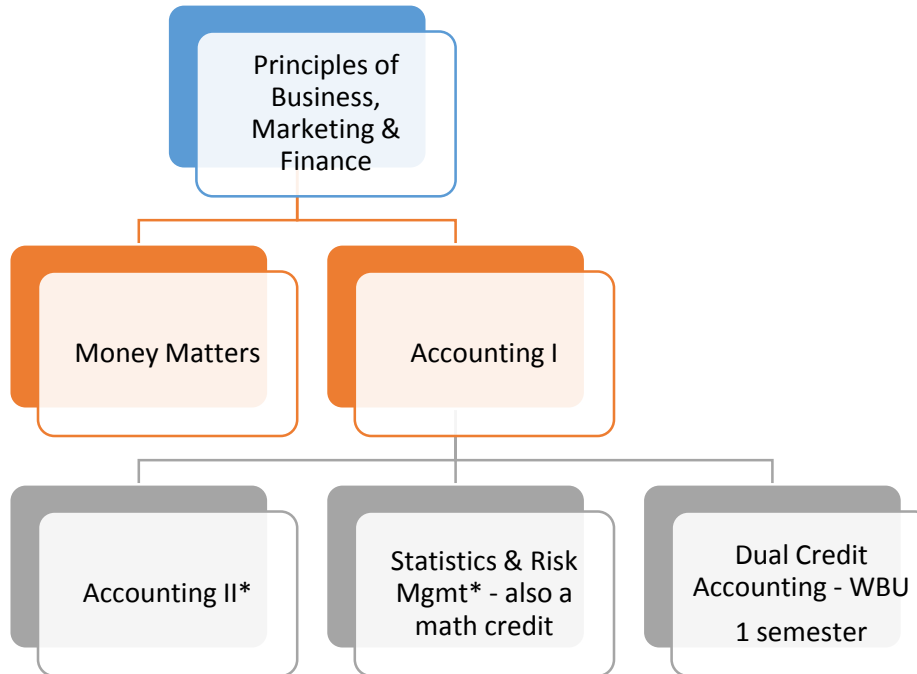 Principles of
Business,
Marketing &
Finance
Money Matters
Accounting I
Accounting II*
Statistics & Risk
Mgmt* - also a
math credit
Dual Credit
Accounting - WBU
1 semester